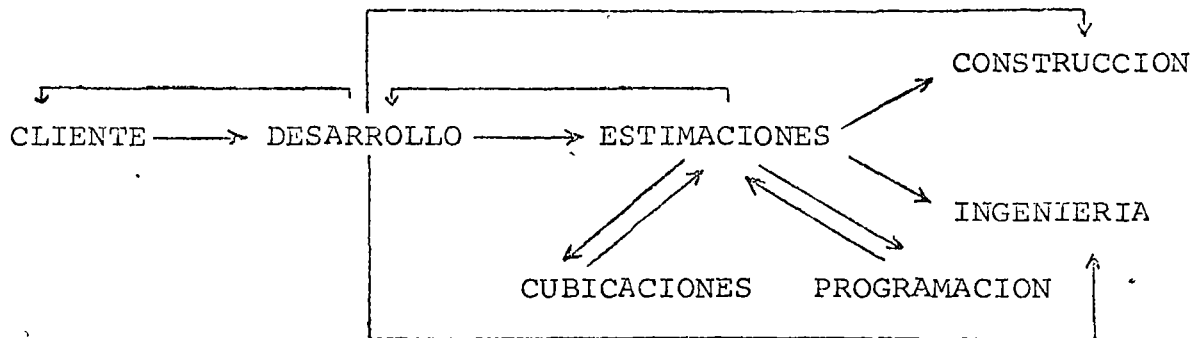 CONSTRUCCION
CLIENTE DESARROLLO ESTIMACIONES
INGENIERIA
CUBICACIONES PROGRAMACION